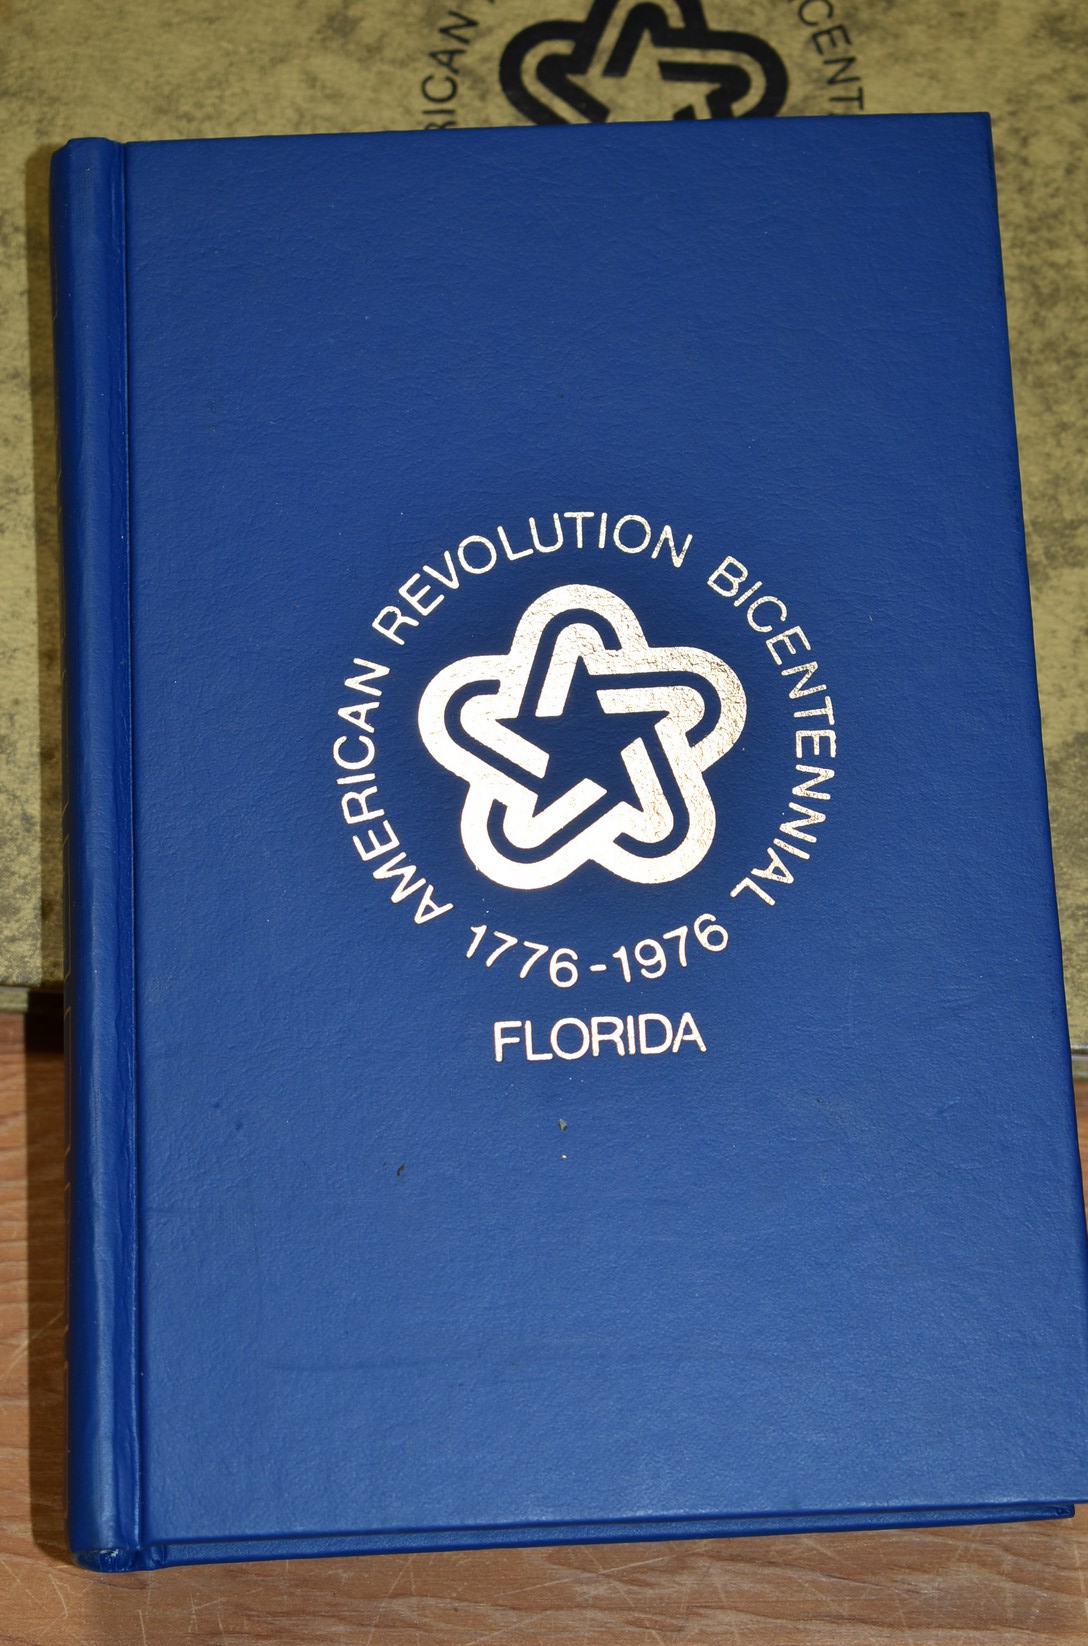 AMERICAN REVOLUTION BICENTENNIAL
1776-1976
FLORIDA